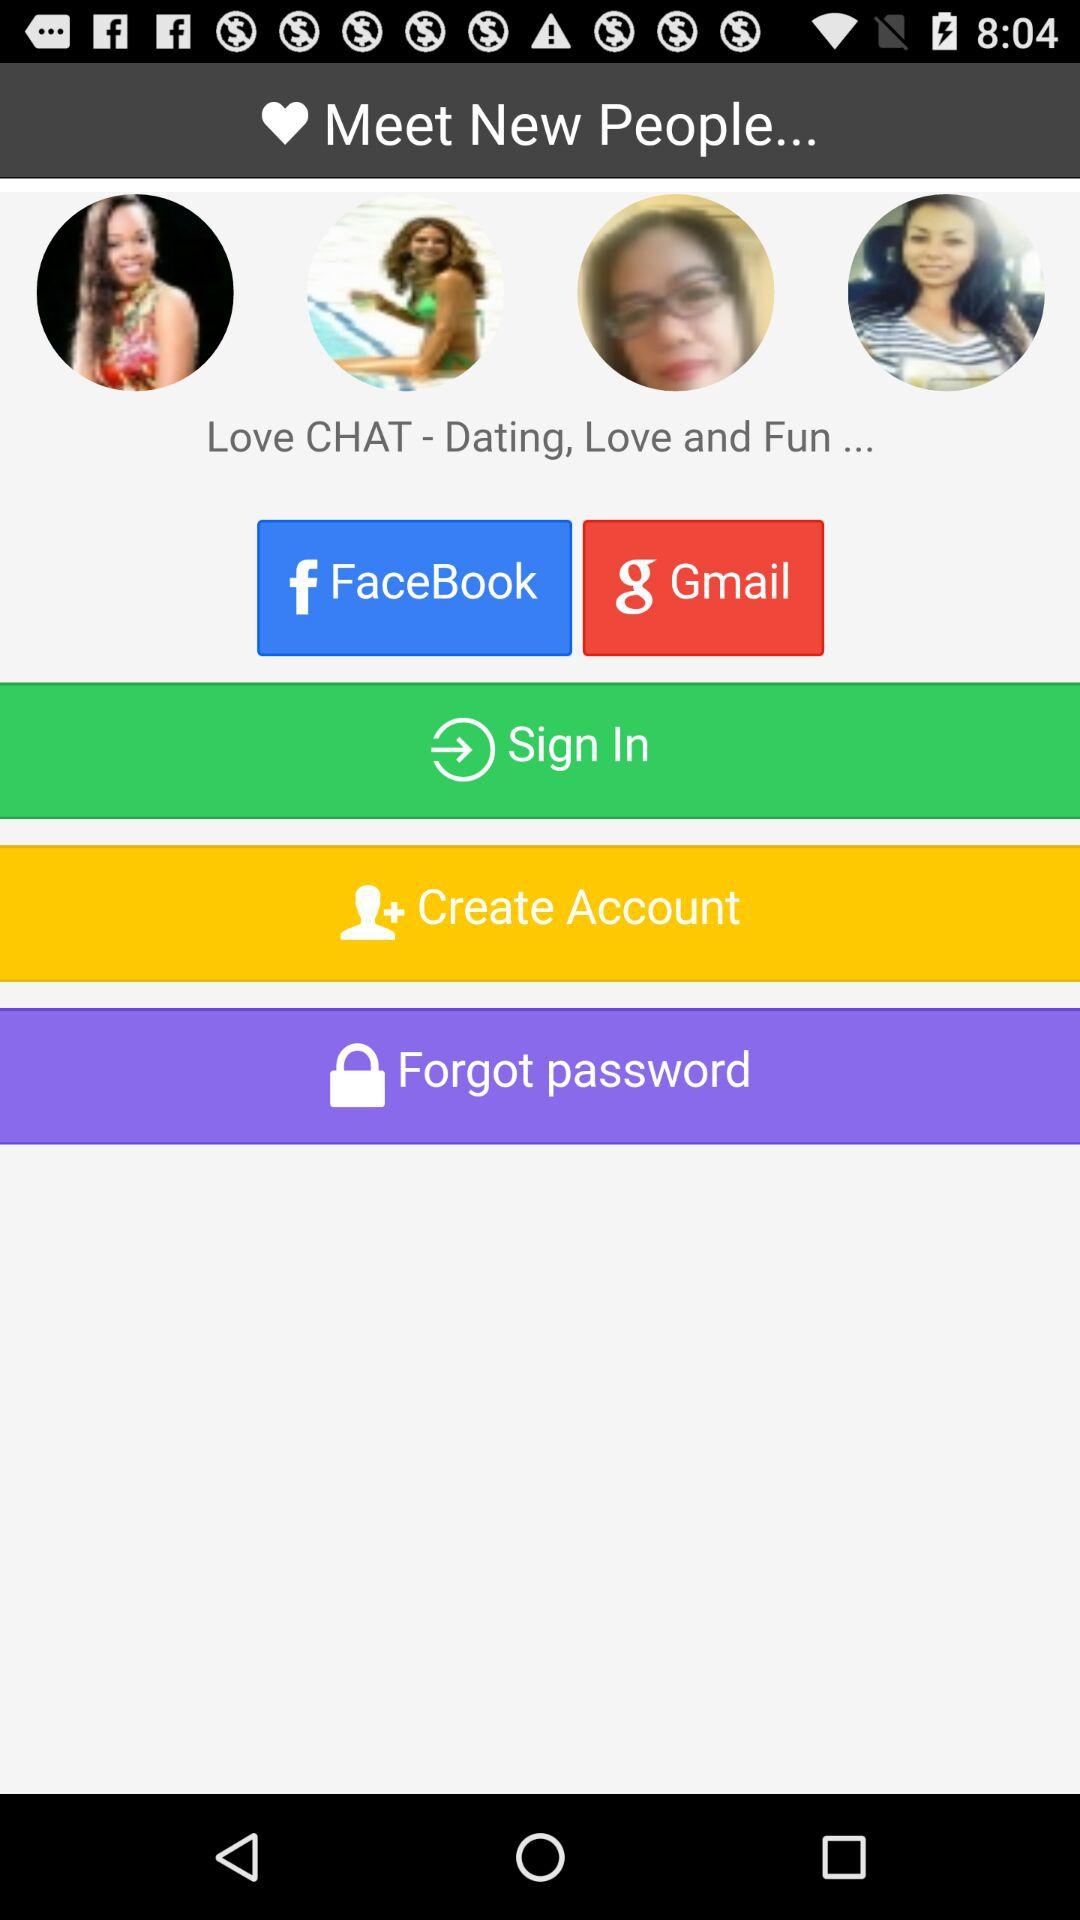 8:04
Meet New People...
Love CHAT - Dating, Love and Fun ...
FaceBook
Gmail
Sign In
Create Account
Forgot password